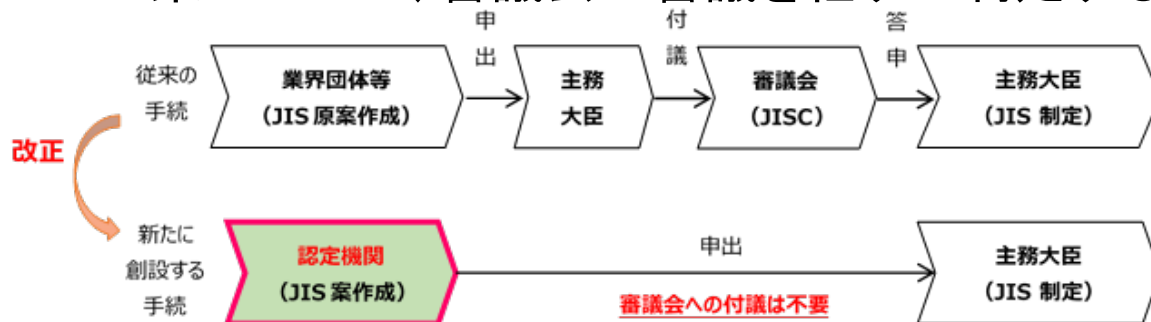 申
出
付
議
答
申
従来の
手続
業界団体等
（JIS 原案作成）
主務
大臣
審議会
（JISC）
主務大臣
（JIS 制定）
改正
新たに
創設する
手続
認定機関
（JIS 案作成）
申出
審議会への付議は不要
主務大臣
（JIS 制定）